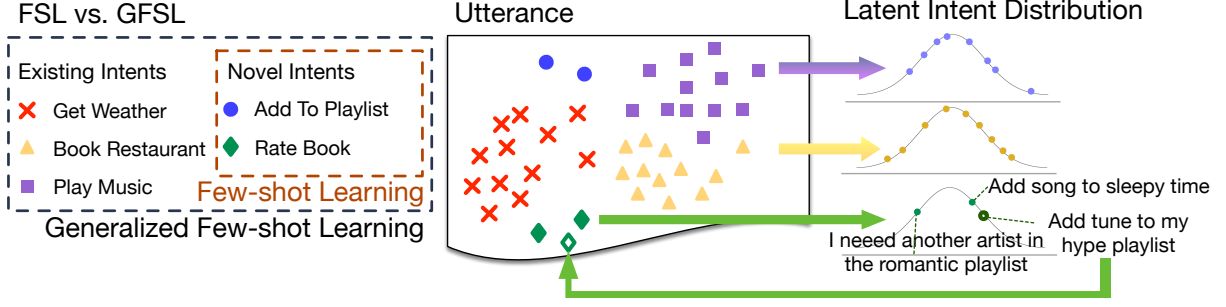 FSL vs. GFSL
Existing Intents
Get Weather
Book Restaurant
Play Music
Novel Intents
Add To Playlist
Rate Book
Few-shot Learning
Generalized Few-shot Learning
Utterance
Latent Intent Distribution
Add song to sleepy time
Add tune to my
hype playlist
I neeed another artist in
the romantic playlist